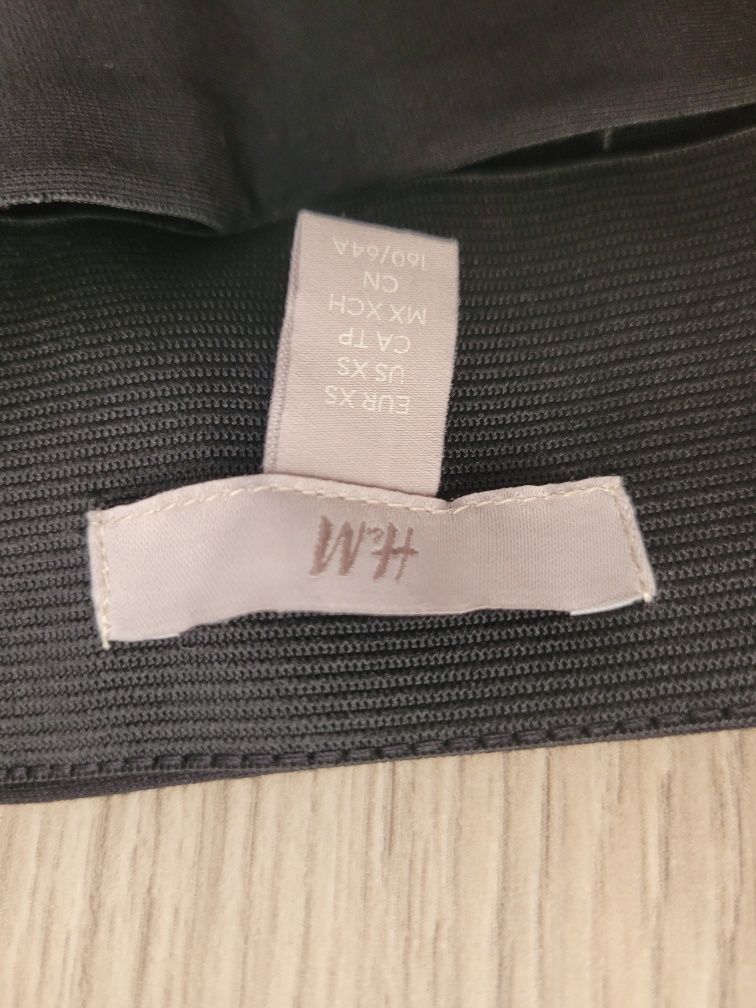 H&M
EUR XS
US XS
CA TP
MX XCH
CN
160/64A